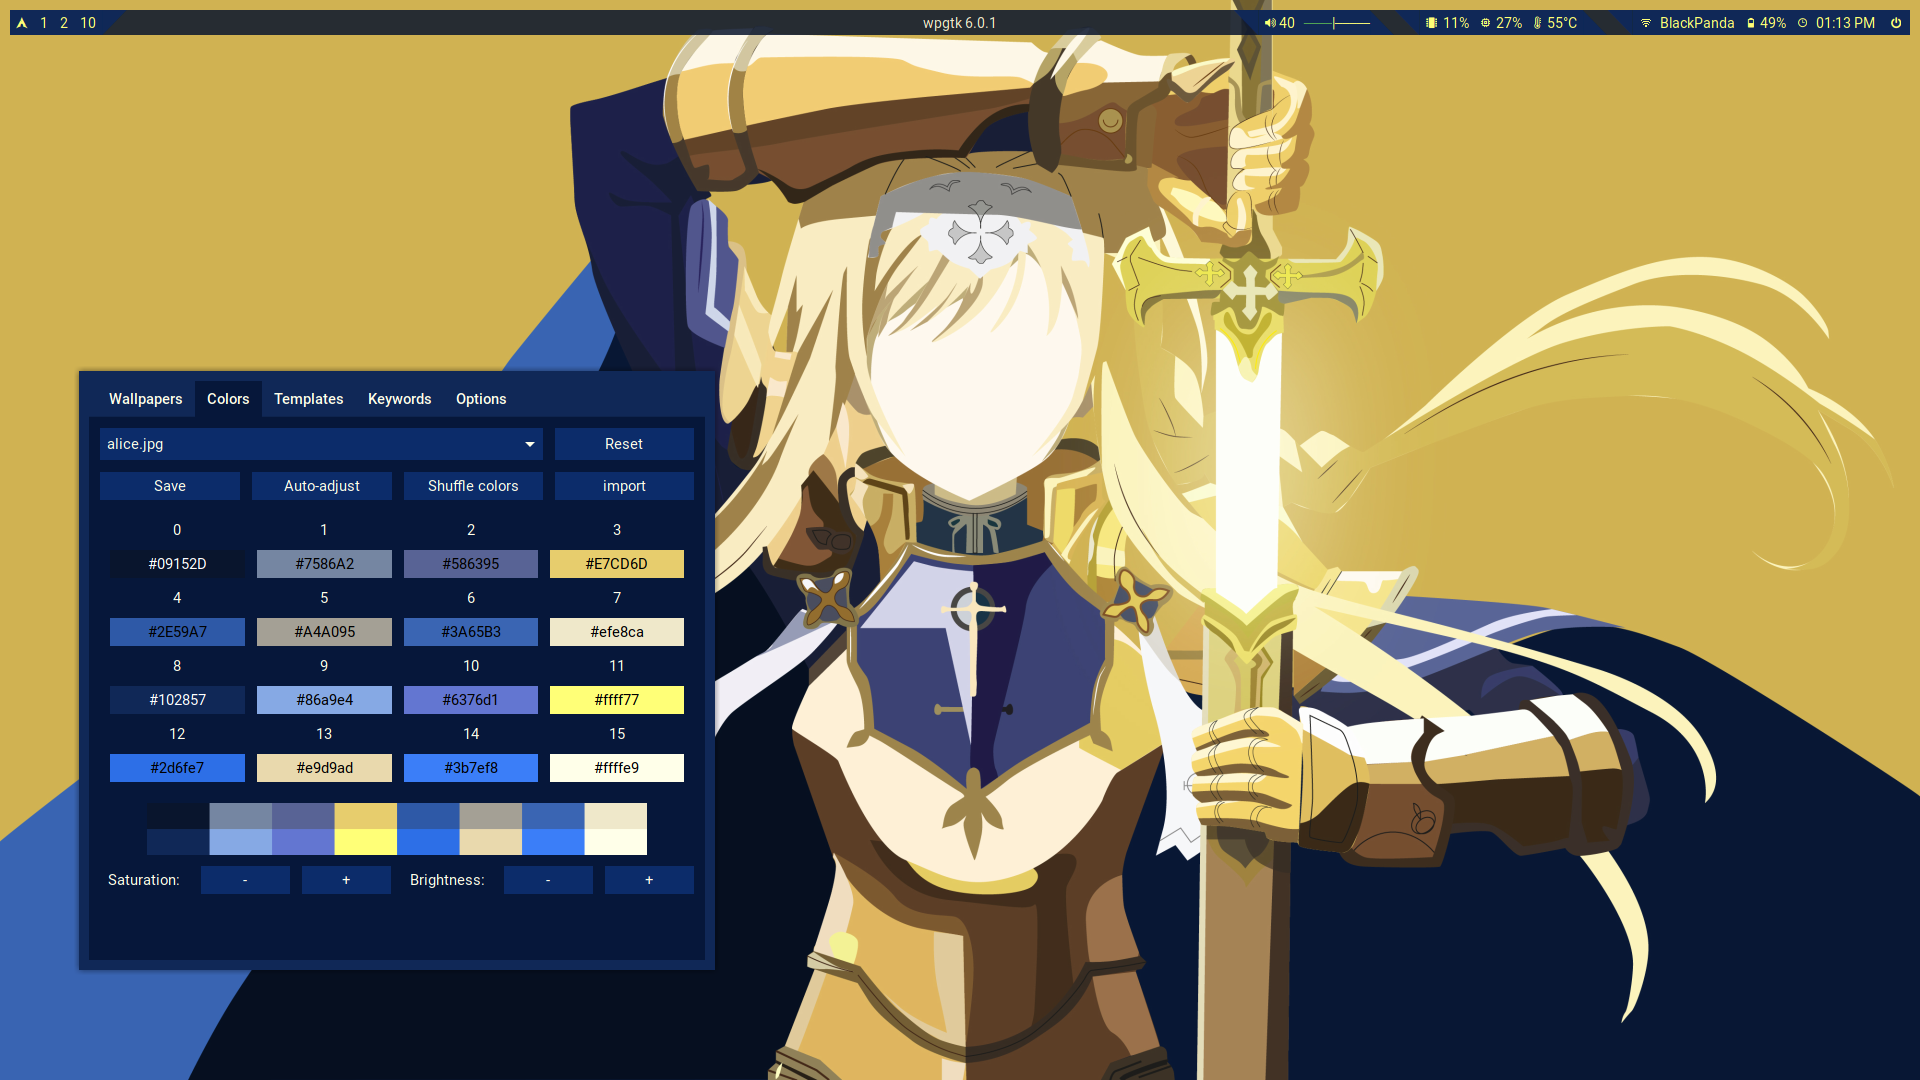 1 2 10
wpgtk 6.0.1
40
11% 27% 55°C
BlackPanda 49% 01:13 PM
Wallpapers Colors Templates Keywords Options
alice.jpg Reset
Save Auto-adjust Shuffle colors import
0 1 2 3
#09152D #7586A2 #586395 #E7CD6D
4 5 6 7
#2E59A7 #A4A095 #3A65B3 #efe8ca
8 9 10 11
#102857 #86a9e4 #6376d1 #ffff77
12 13 14 15
#2d6fe7 #e9d9ad #3b7ef8 #ffffe9
Saturation: - + Brightness: - +